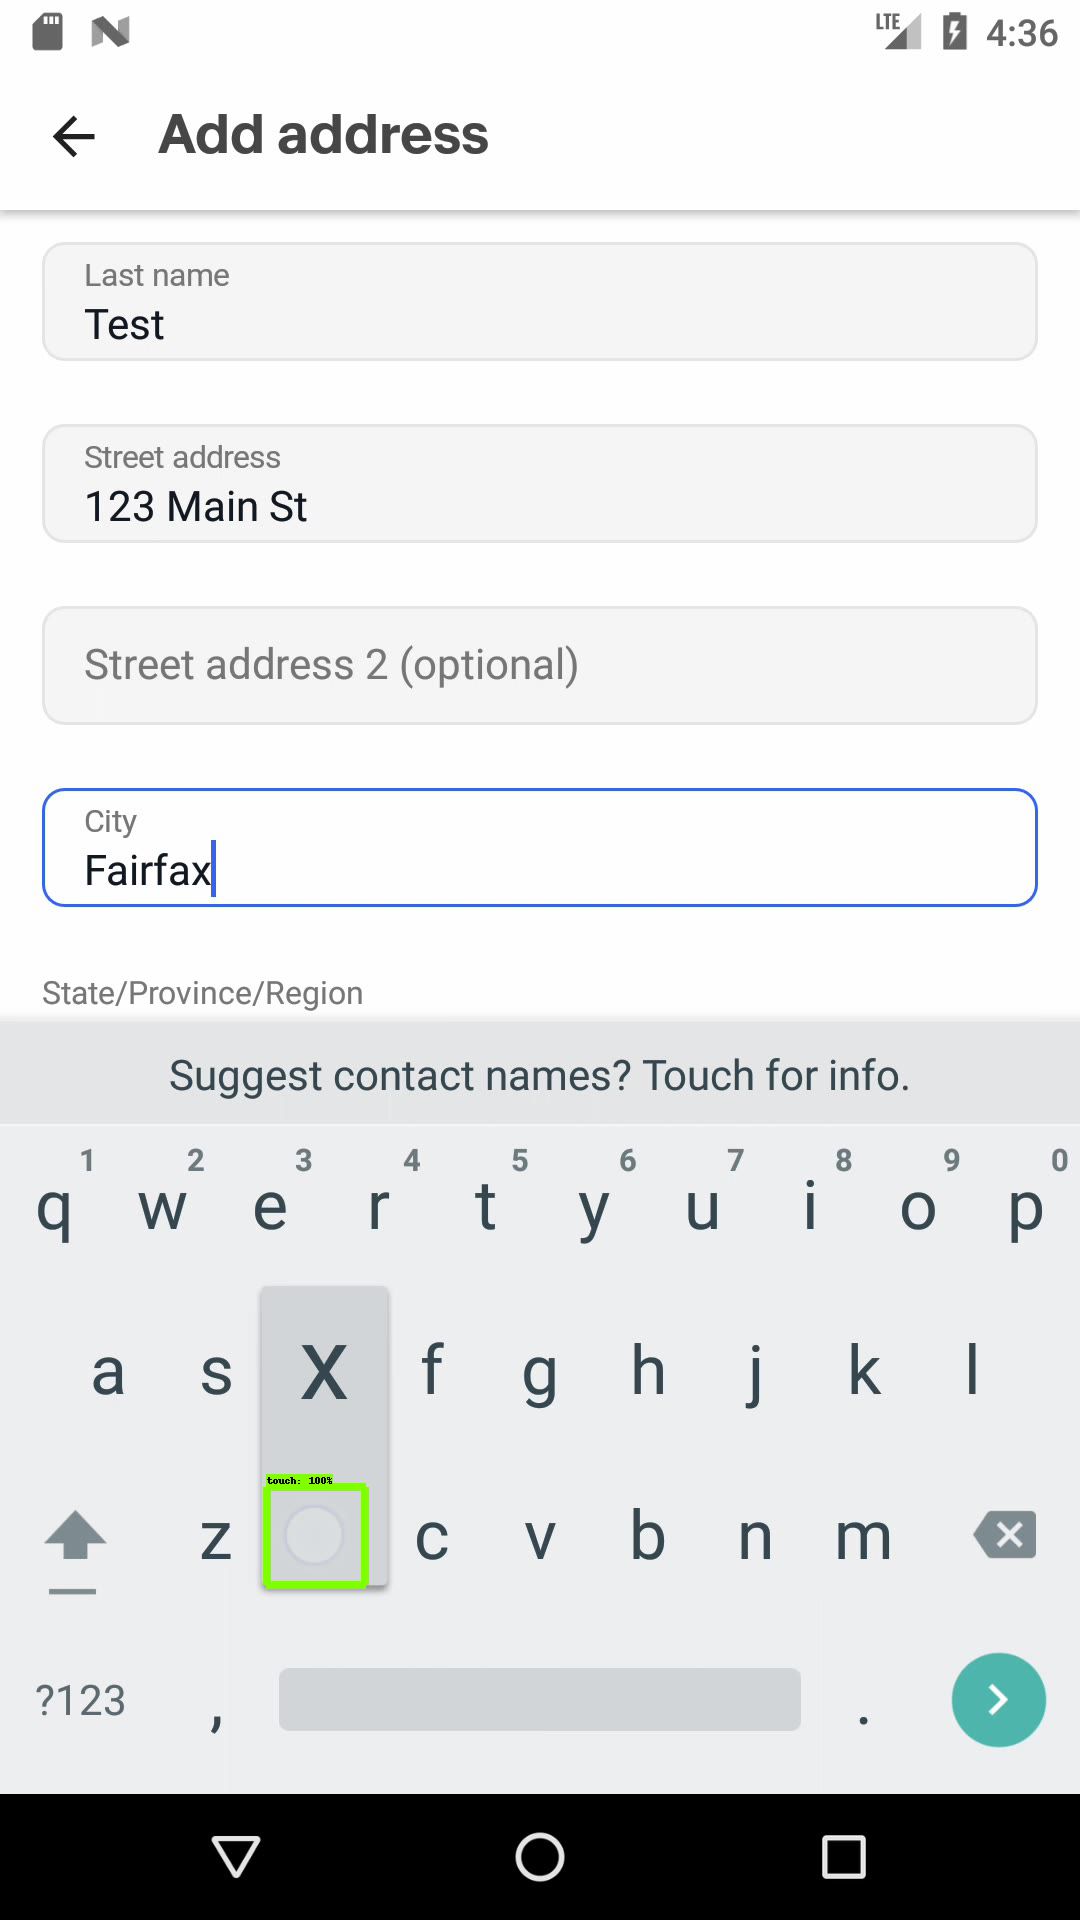 LTE 4:36
Add address
Last name
Test
Street address
123 Main St
Street address 2 (optional)
City
Fairfax
State/Province/Region
Suggest contact names? Touch for info.
1 2 3 4 5 6 7 8 9 0
q w e r t y u i o p
a s X f g h j k l
touch: 100%
z c v b n m
?123 , .